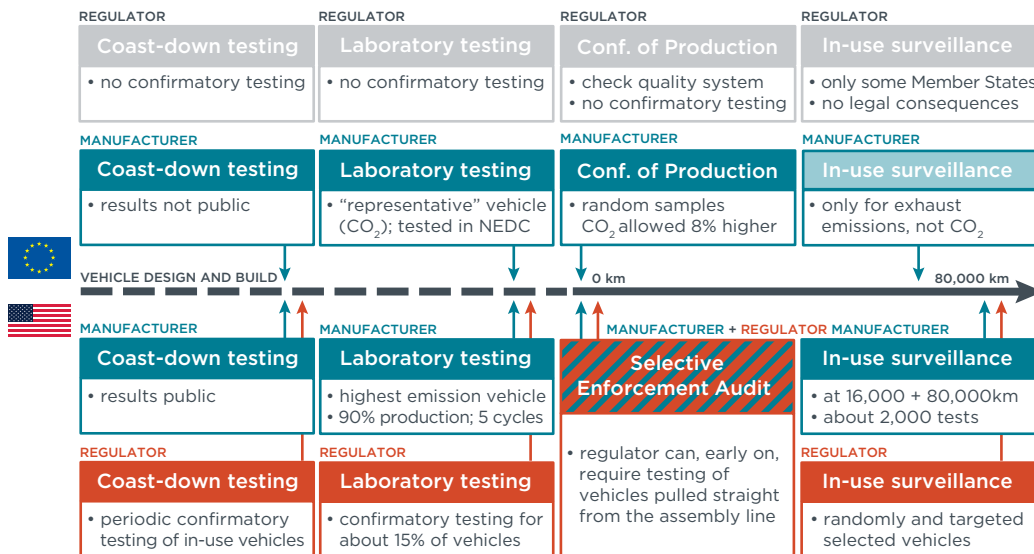 REGULATOR
Coast-down testing
• no confirmatory testing
REGULATOR
Laboratory testing
• no confirmatory testing
REGULATOR
Conf. of Production
• check quality system
• no confirmatory testing
REGULATOR
In-use surveillance
• only some Member States
• no legal consequences
MANUFACTURER
Coast-down testing
• results not public
MANUFACTURER
Laboratory testing
• “representative” vehicle
(CO₂); tested in NEDC
MANUFACTURER
Conf. of Production
• random samples
CO₂ allowed 8% higher
MANUFACTURER
In-use surveillance
• only for exhaust
emissions, not CO₂
VEHICLE DESIGN AND BUILD
0 km
80,000 km
MANUFACTURER
Coast-down testing
• results public
MANUFACTURER
Laboratory testing
• highest emission vehicle
• 90% production; 5 cycles
MANUFACTURER + REGULATOR
Selective
Enforcement Audit
• regulator can, early on,
require testing of
vehicles pulled straight
from the assembly line
MANUFACTURER
In-use surveillance
• at 16,000 + 80,000km
• about 2,000 tests
REGULATOR
Coast-down testing
• periodic confirmatory
testing of in-use vehicles
REGULATOR
Laboratory testing
• confirmatory testing for
about 15% of vehicles
REGULATOR
In-use surveillance
• randomly and targeted
selected vehicles